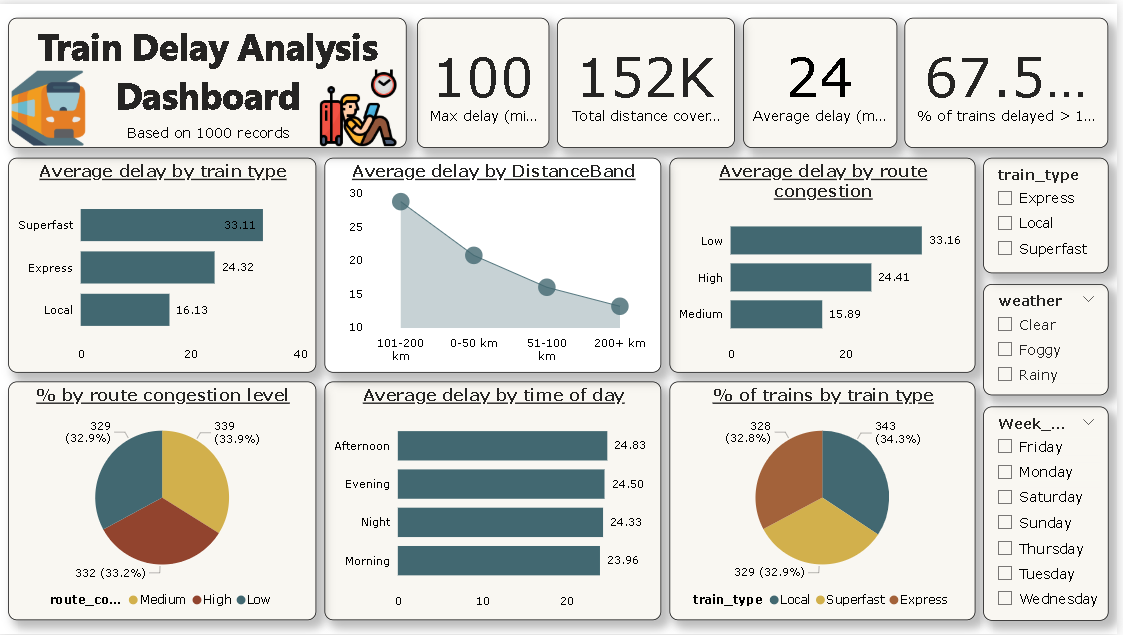 Train Delay Analysis
Dashboard
Based on 1000 records
100
Max delay (mi...
152K
Total distance cover...
24
Average delay (m...
67.5...
% of trains delayed > 1...
Average delay by train type
Superfast
33.11
Express
24.32
Local
16.13
0
20
40
Average delay by DistanceBand
30
25
20
15
10
101-200
km
0-50 km
51-100
km
200+ km
Average delay by route
congestion
Low
33.16
High
24.41
Medium
15.89
0
20
train_type
Express
Local
Superfast
weather
Clear
Foggy
Rainy
% by route congestion level
329
(32.9%)
339
(33.9%)
332 (33.2%)
route_co...
Medium
High
Low
Average delay by time of day
Afternoon
24.83
Evening
24.50
Night
24.33
Morning
23.96
0
10
20
% of trains by train type
328
(32.8%)
343
(34.3%)
329 (32.9%)
train_type
Local
Superfast
Express
Week_...
Friday
Monday
Saturday
Sunday
Thursday
Tuesday
Wednesday